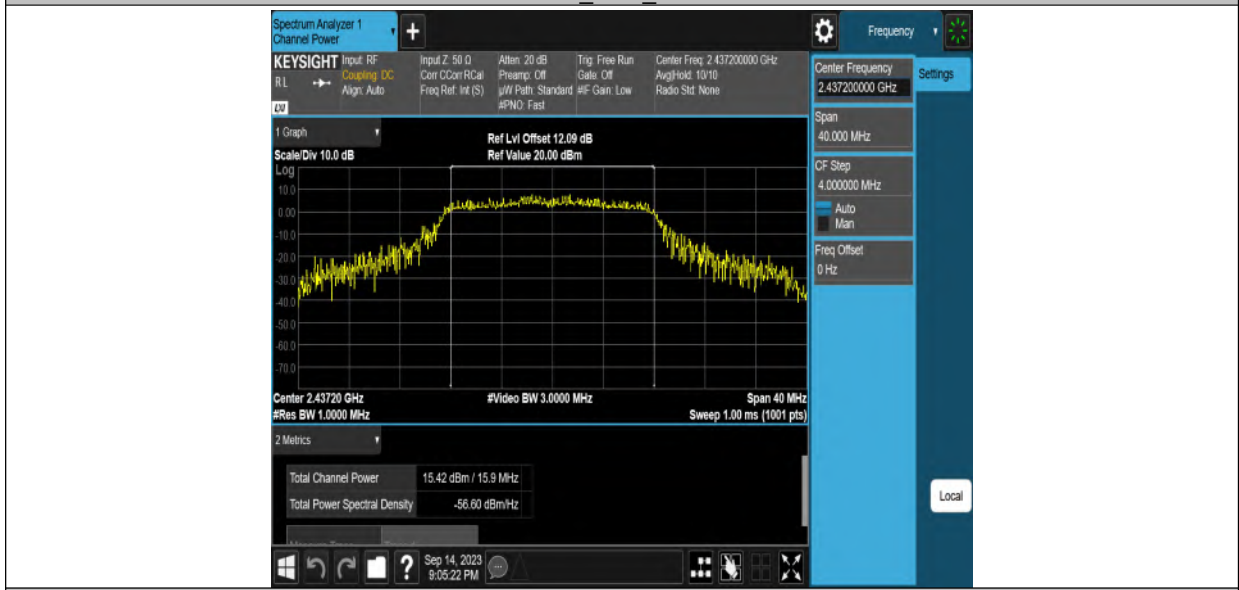 Spectrum Analyzer 1
Channel Power
+
Frequency
KEYSIGHT
RL
LXI
Input: RF
Coupling: DC
Align: Auto
Input Z: 50 Ω
Corr CCorr RCal
Freq Ref: Int (S)
Atten: 20 dB
Preamp: Off
µW Path: Standard
#PNO: Fast
Trig: Free Run
Gate: Off
#IF Gain: Low
Center Freq: 2.437200000 GHz
Avg|Hold: 10/10
Radio Std: None
Center Frequency
2.437200000 GHz
Settings
Span
40.000 MHz
CF Step
4.000000 MHz
Auto
Man
Freq Offset
0 Hz
1 Graph
Scale/Div 10.0 dB
Ref Lvl Offset 12.09 dB
Ref Value 20.00 dBm
Log
10.0
0.00
-10.0
-20.0
-30.0
-40.0
-50.0
-60.0
-70.0
Center 2.43720 GHz
#Video BW 3.0000 MHz
Span 40 MHz
#Res BW 1.0000 MHz
Sweep 1.00 ms (1001 pts)
2 Metrics
Total Channel Power 15.42 dBm / 15.9 MHz
Total Power Spectral Density -56.60 dBm/Hz
Local
?
Sep 14, 2023
9:05:22 PM